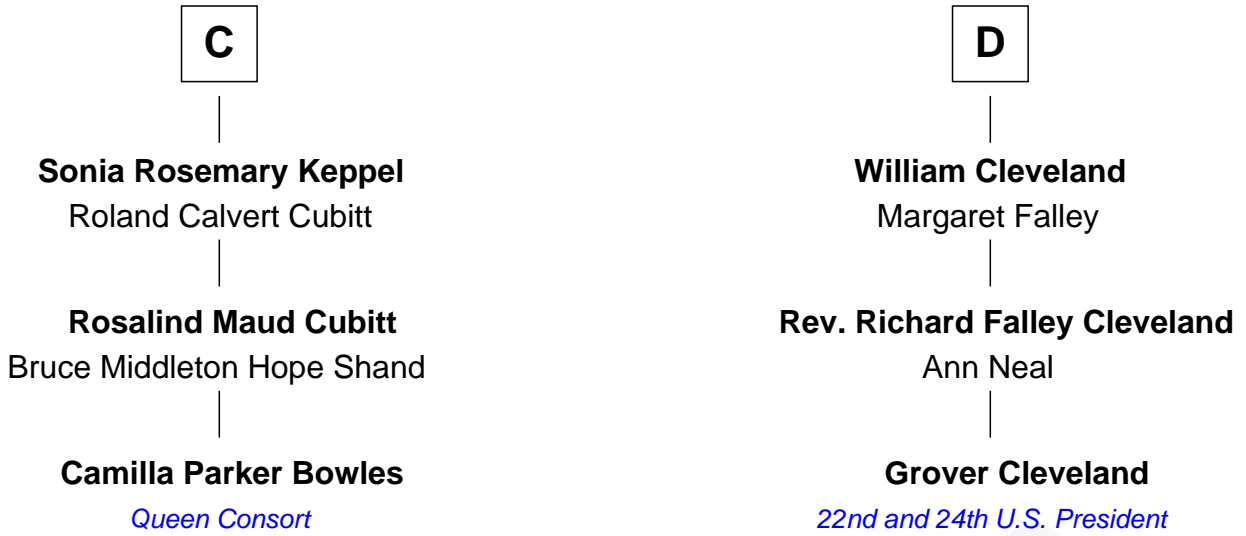 C
Sonia Rosemary Keppel
Roland Calvert Cubitt
Rosalind Maud Cubitt
Bruce Middleton Hope Shand
Camilla Parker Bowles
Queen Consort
D
William Cleveland
Margaret Falley
Rev. Richard Falley Cleveland
Ann Neal
Grover Cleveland
22nd and 24th U.S. President